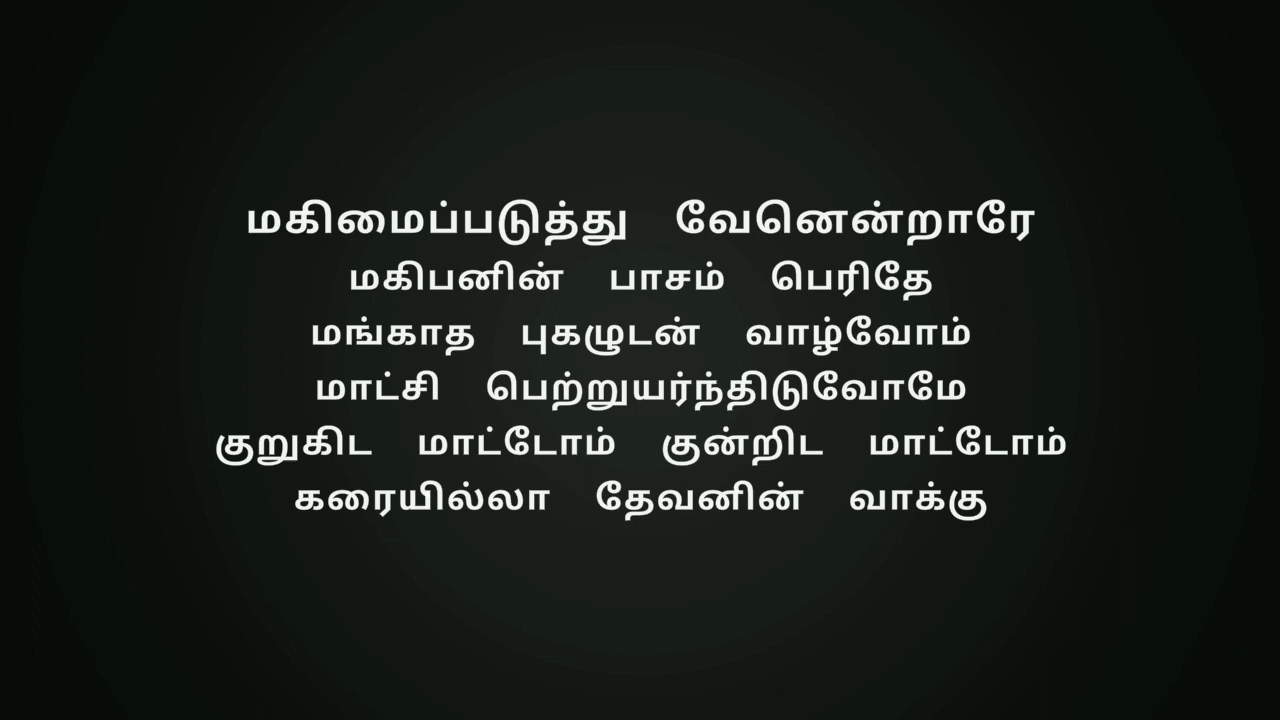 மகிமைப்படுத்து வேனென்றாரே
மகிபனின் பாசம் பெரிதே
மங்காத புகழுடன் வாழ்வோம்
மாட்சி பெற்றுயர்ந்திடுவோமே
குறுகிட மாட்டோம் குன்றிட மாட்டோம்
கரையில்லா தேவனின் வாக்கு